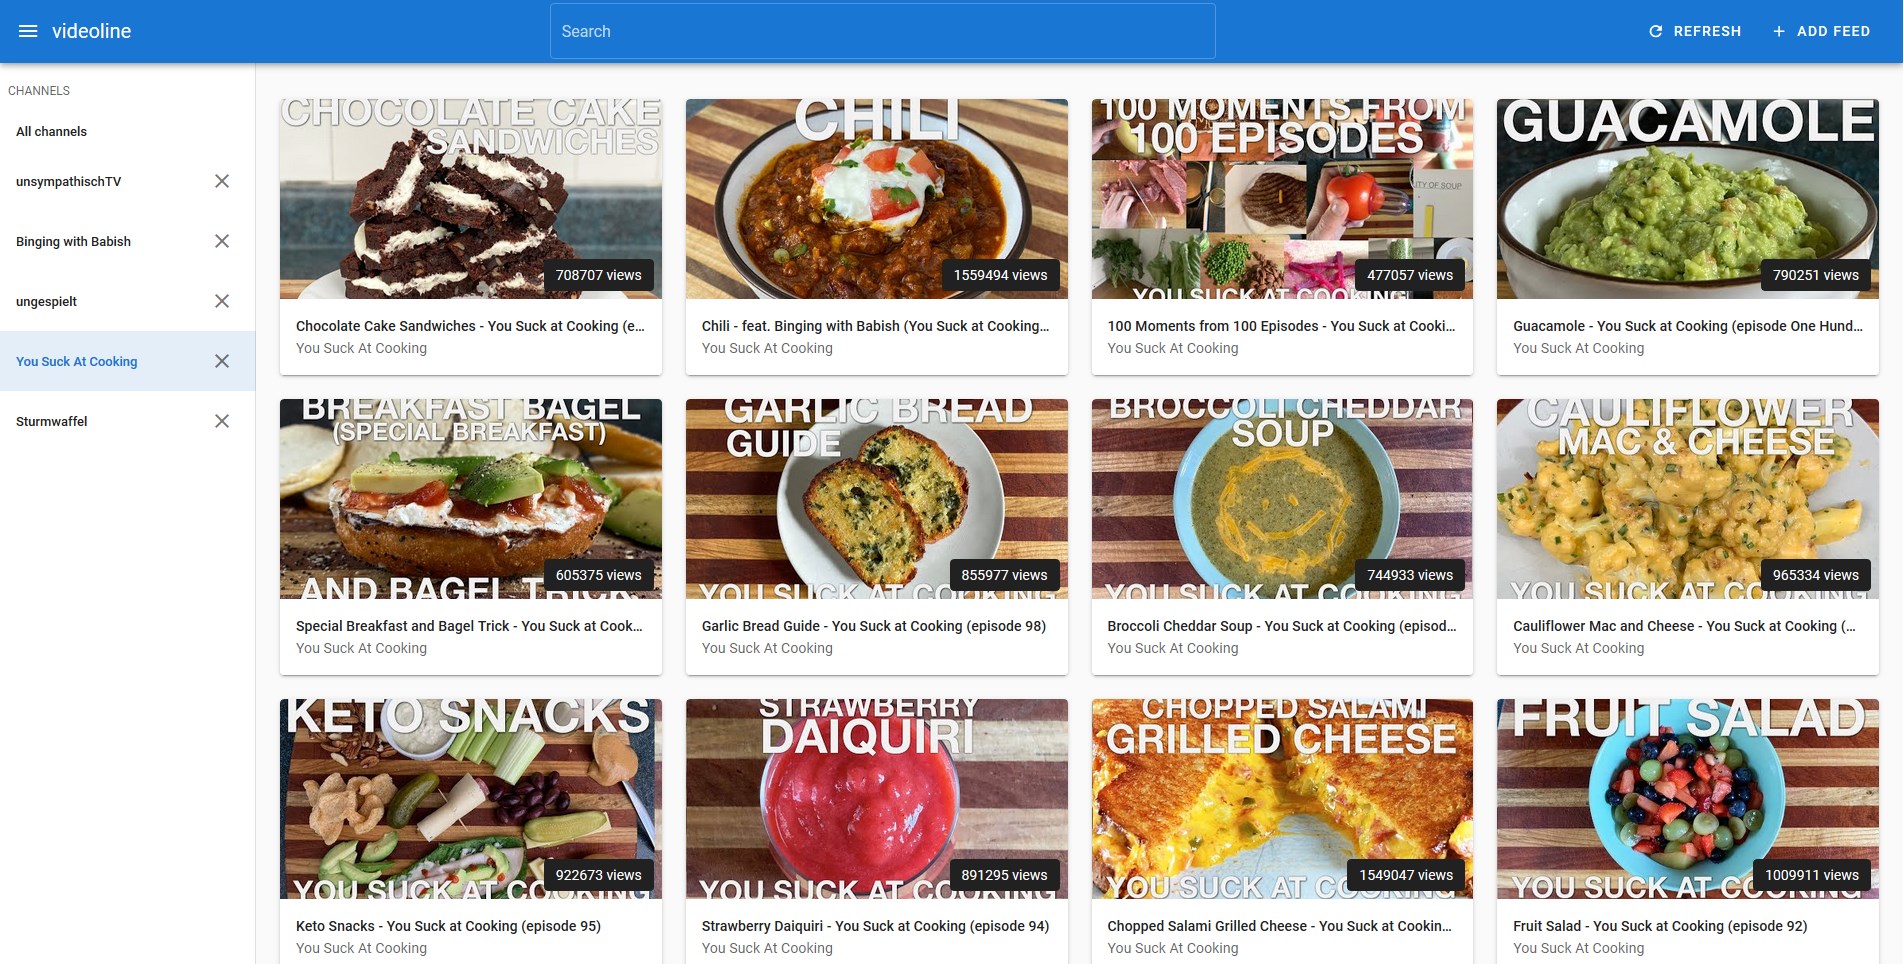 videoline
Search
REFRESH
ADD FEED
CHANNELS
All channels
unsympathischTV
Binging with Babish
ungespielt
You Suck At Cooking
Sturmwaffel
CHOCOLATE CAKE
SANDWICHES
708707 views
Chocolate Cake Sandwiches - You Suck at Cooking (e...
You Suck At Cooking
CHILI
1559494 views
Chili - feat. Binging with Babish (You Suck at Cooking...
You Suck At Cooking
100 MOMENTS FROM
100 EPISODES
ITY OF SOUP
YOU SUCK AT COOKING
477057 views
100 Moments from 100 Episodes - You Suck at Cooki...
You Suck At Cooking
GUACAMOLE
790251 views
Guacamole - You Suck at Cooking (episode One Hund...
You Suck At Cooking
BREAKFAST BAGEL
(SPECIAL BREAKFAST)
AND BAGEL TRICK
605375 views
Special Breakfast and Bagel Trick - You Suck at Cook...
You Suck At Cooking
GARLIC BREAD
GUIDE
YOU SUCK AT COOKING
855977 views
Garlic Bread Guide - You Suck at Cooking (episode 98)
You Suck At Cooking
BROCCOLI CHEDDAR
SOUP
YOU SUCK AT COOKING
744933 views
Broccoli Cheddar Soup - You Suck at Cooking (episod...
You Suck At Cooking
CAULIFLOWER
MAC & CHEESE
YOU SUCK AT COOKING
965334 views
Cauliflower Mac and Cheese - You Suck at Cooking (...
You Suck At Cooking
KETO SNACKS
YOU SUCK AT COOKING
922673 views
Keto Snacks - You Suck at Cooking (episode 95)
You Suck At Cooking
STRAWBERRY
DAIQUIRI
YOU SUCK AT COOKING
891295 views
Strawberry Daiquiri - You Suck at Cooking (episode 94)
You Suck At Cooking
CHOPPED SALAMI
GRILLED CHEESE
YOU SUCK AT COOKING
1549047 views
Chopped Salami Grilled Cheese - You Suck at Cookin...
You Suck At Cooking
FRUIT SALAD
YOU SUCK AT COOKING
1009911 views
Fruit Salad - You Suck at Cooking (episode 92)
You Suck At Cooking